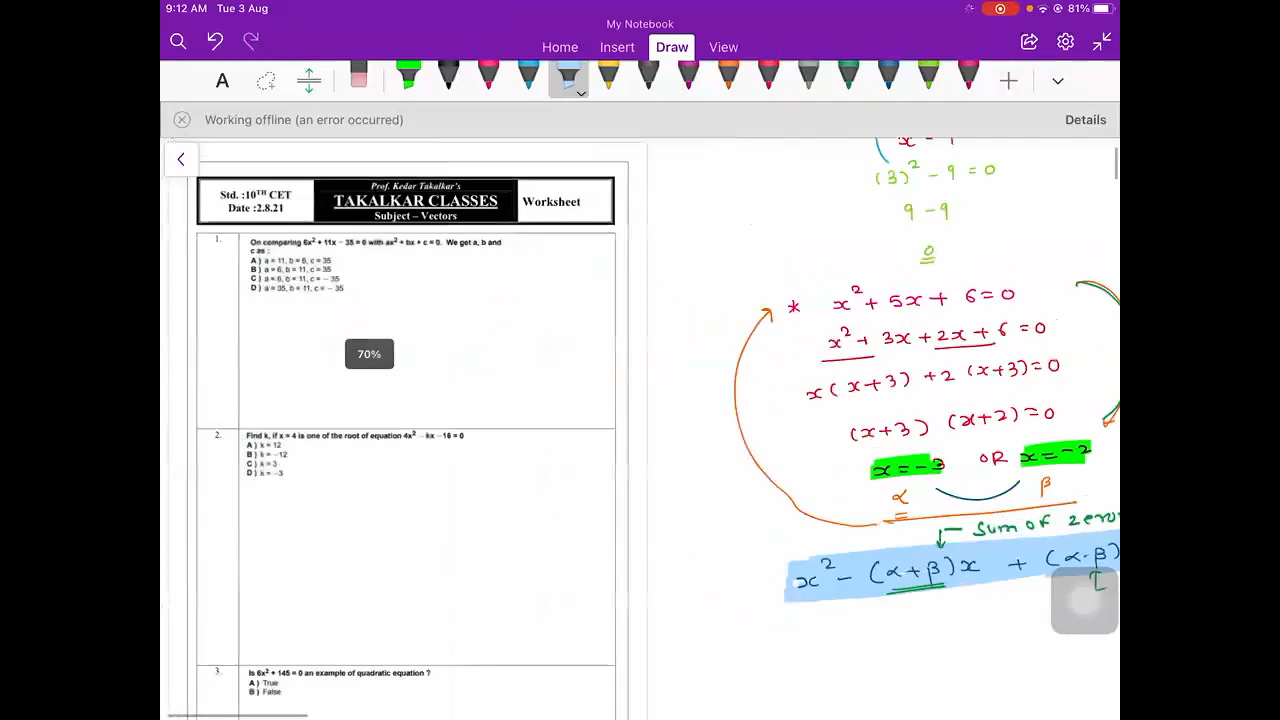 9:12 AM Tue 3 Aug
81%
My Notebook
Home Insert Draw View
A
Working offline (an error occurred)
Details
Std. :10TH CET
Date :2.8.21
Prof. Kedar Takalkar's
TAKALKAR CLASSES
Subject – Vectors
Worksheet
1.
On comparing 6x² + 11x – 35 = 0 with ax² + bx + c = 0. We get a, b and
c as :
A) a = 11, b = 6, c = 35
B) a = 6, b = 11, c = 35
C) a = 6, b = 11, c = – 35
D) a = 35, b = 11, c = – 35
70%
2.
Find k, if x = 4 is one of the root of equation 4x² – kx –16 = 0
A) k = 12
B) k = –12
C) k = 3
D) k = –3
3.
Is 6x² + 145 = 0 an example of quadratic equation ?
A) True
B) False
(3)² - 9 = 0
9 - 9
0
* x² + 5x + 6 = 0
x² + 3x + 2x + 6 = 0
x(x+3) + 2(x+3) = 0
(x+3) (x+2) = 0
x = -3 OR x = -2
α β
Sum of zero
x² - (α+β)x + (α·β)